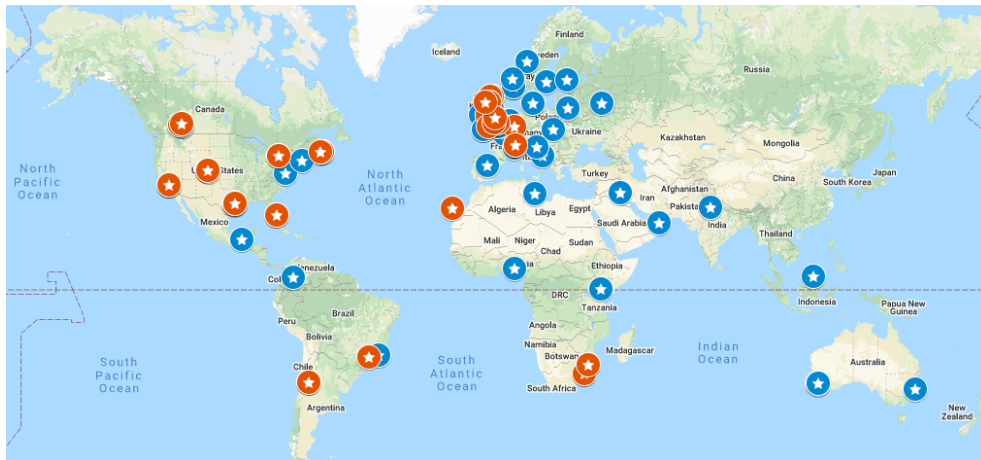 Iceland
Finland
Sweden
Russia
Canada
Ukraine
Kazakhstan
Mongolia
North
Pacific
Ocean
North
Atlantic
Ocean
Turkey
China
Japan
South Korea
Afghanistan
Iran
Pakistan
Algeria
Libya
Egypt
Saudi Arabia
India
Mexico
Mali
Niger
Chad
Sudan
Thailand
Ethiopia
Venezuela
DRC
Tanzania
Indonesia
Papua New
Guinea
Peru
Brazil
Angola
Bolivia
Namibia
Botswana
Madagascar
Indian
Ocean
South
Pacific
Ocean
South
Atlantic
Ocean
Chile
South Africa
Australia
Argentina
New
Zealand